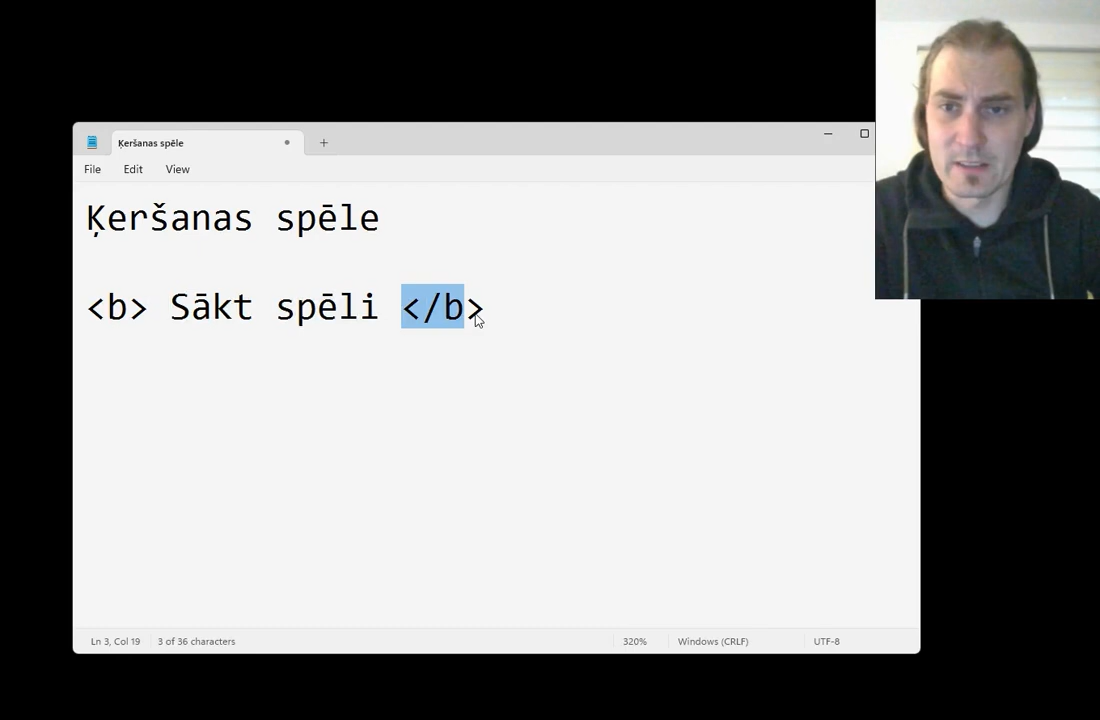 Ķeršanas spēle
File Edit View
Ķeršanas spēle
<b> Sākt spēli </b>
Ln 3, Col 19 3 of 36 characters 320% Windows (CRLF) UTF-8